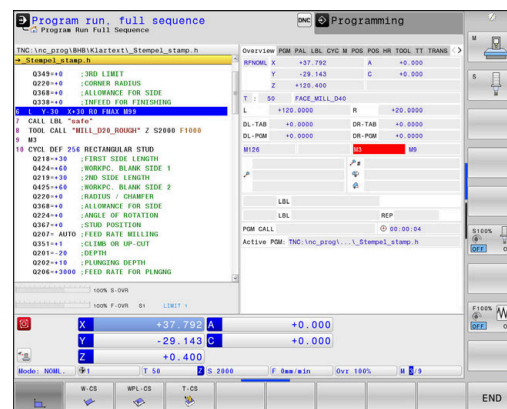 Program run, full sequence
Program Run Full Sequence
DNC
Programming
TNC:\nc_prog\BHB\Klartext\_Stempel_stamp.h
→_Stempel_stamp.h
Q349=+0 ;3RD LIMIT
Q220=+0 ;CORNER RADIUS
Q368=+0 ;ALLOWANCE FOR SIDE
Q338=+0 ;INFEED FOR FINISHING
6 L Y-30 X+30 R0 FMAX M99
7 CALL LBL "safe"
8 TOOL CALL "MILL_D20_ROUGH" Z S2000 F1000
9 M3
10 CYCL DEF 256 RECTANGULAR STUD
Q218=+30 ;FIRST SIDE LENGTH
Q424=+60 ;WORKPC. BLANK SIDE 1
Q219=+30 ;2ND SIDE LENGTH
Q425=+60 ;WORKPC. BLANK SIDE 2
Q220=+0 ;RADIUS / CHAMFER
Q368=+0 ;ALLOWANCE FOR SIDE
Q224=+0 ;ANGLE OF ROTATION
Q367=+0 ;STUD POSITION
Q207= AUTO ;FEED RATE MILLING
Q351=+1 ;CLIMB OR UP-CUT
Q201=-20 ;DEPTH
Q202=+10 ;PLUNGING DEPTH
Q206=+3000 ;FEED RATE FOR PLNGNG
100% S-OVR
100% F-OVR S1 LIMIT 1
Overview PGM PAL LBL CYC M POS POS HR TOOL TT TRANS
RFNOML X +37.792 A +0.000
Y -29.143 C +0.000
Z +120.400
T : 50 FACE_MILL_D40
L +120.0000 R +20.0000
DL-TAB +0.0000 DR-TAB +0.0000
DL-PGM +0.0000 DR-PGM +0.0000
M126 M3 M9
LBL
LBL REP
PGM CALL 00:00:04
Active PGM: TNC:\nc_prog\...\_Stempel_stamp.h
X +37.792 A +0.000
Y -29.143 C +0.000
Z +0.400
Mode: NOML. 1 T 50 Z S 2000 F 0mm/min Ovr 100% M 3/9
W-CS WPL-CS T-CS
END
M
S
S100%
OFF
F100%
OFF